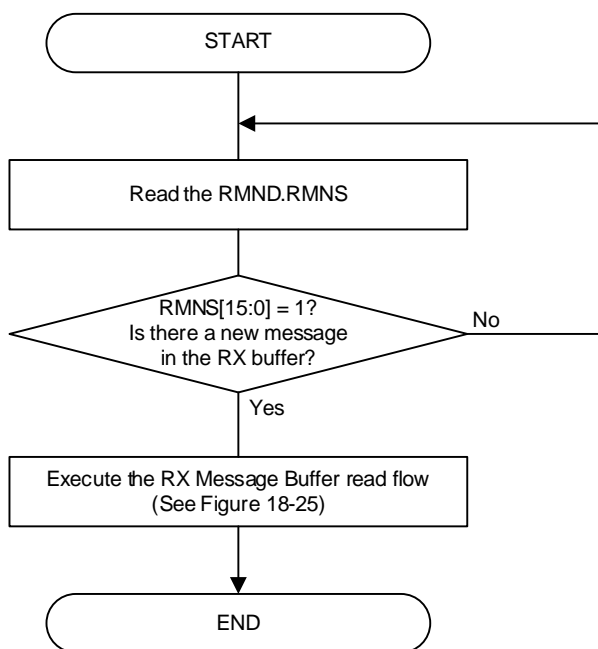 START
Read the RMND.RMNS
RMNS[15:0] = 1?
Is there a new message
in the RX buffer?
No
Yes
Execute the RX Message Buffer read flow
(See Figure 18-25)
END